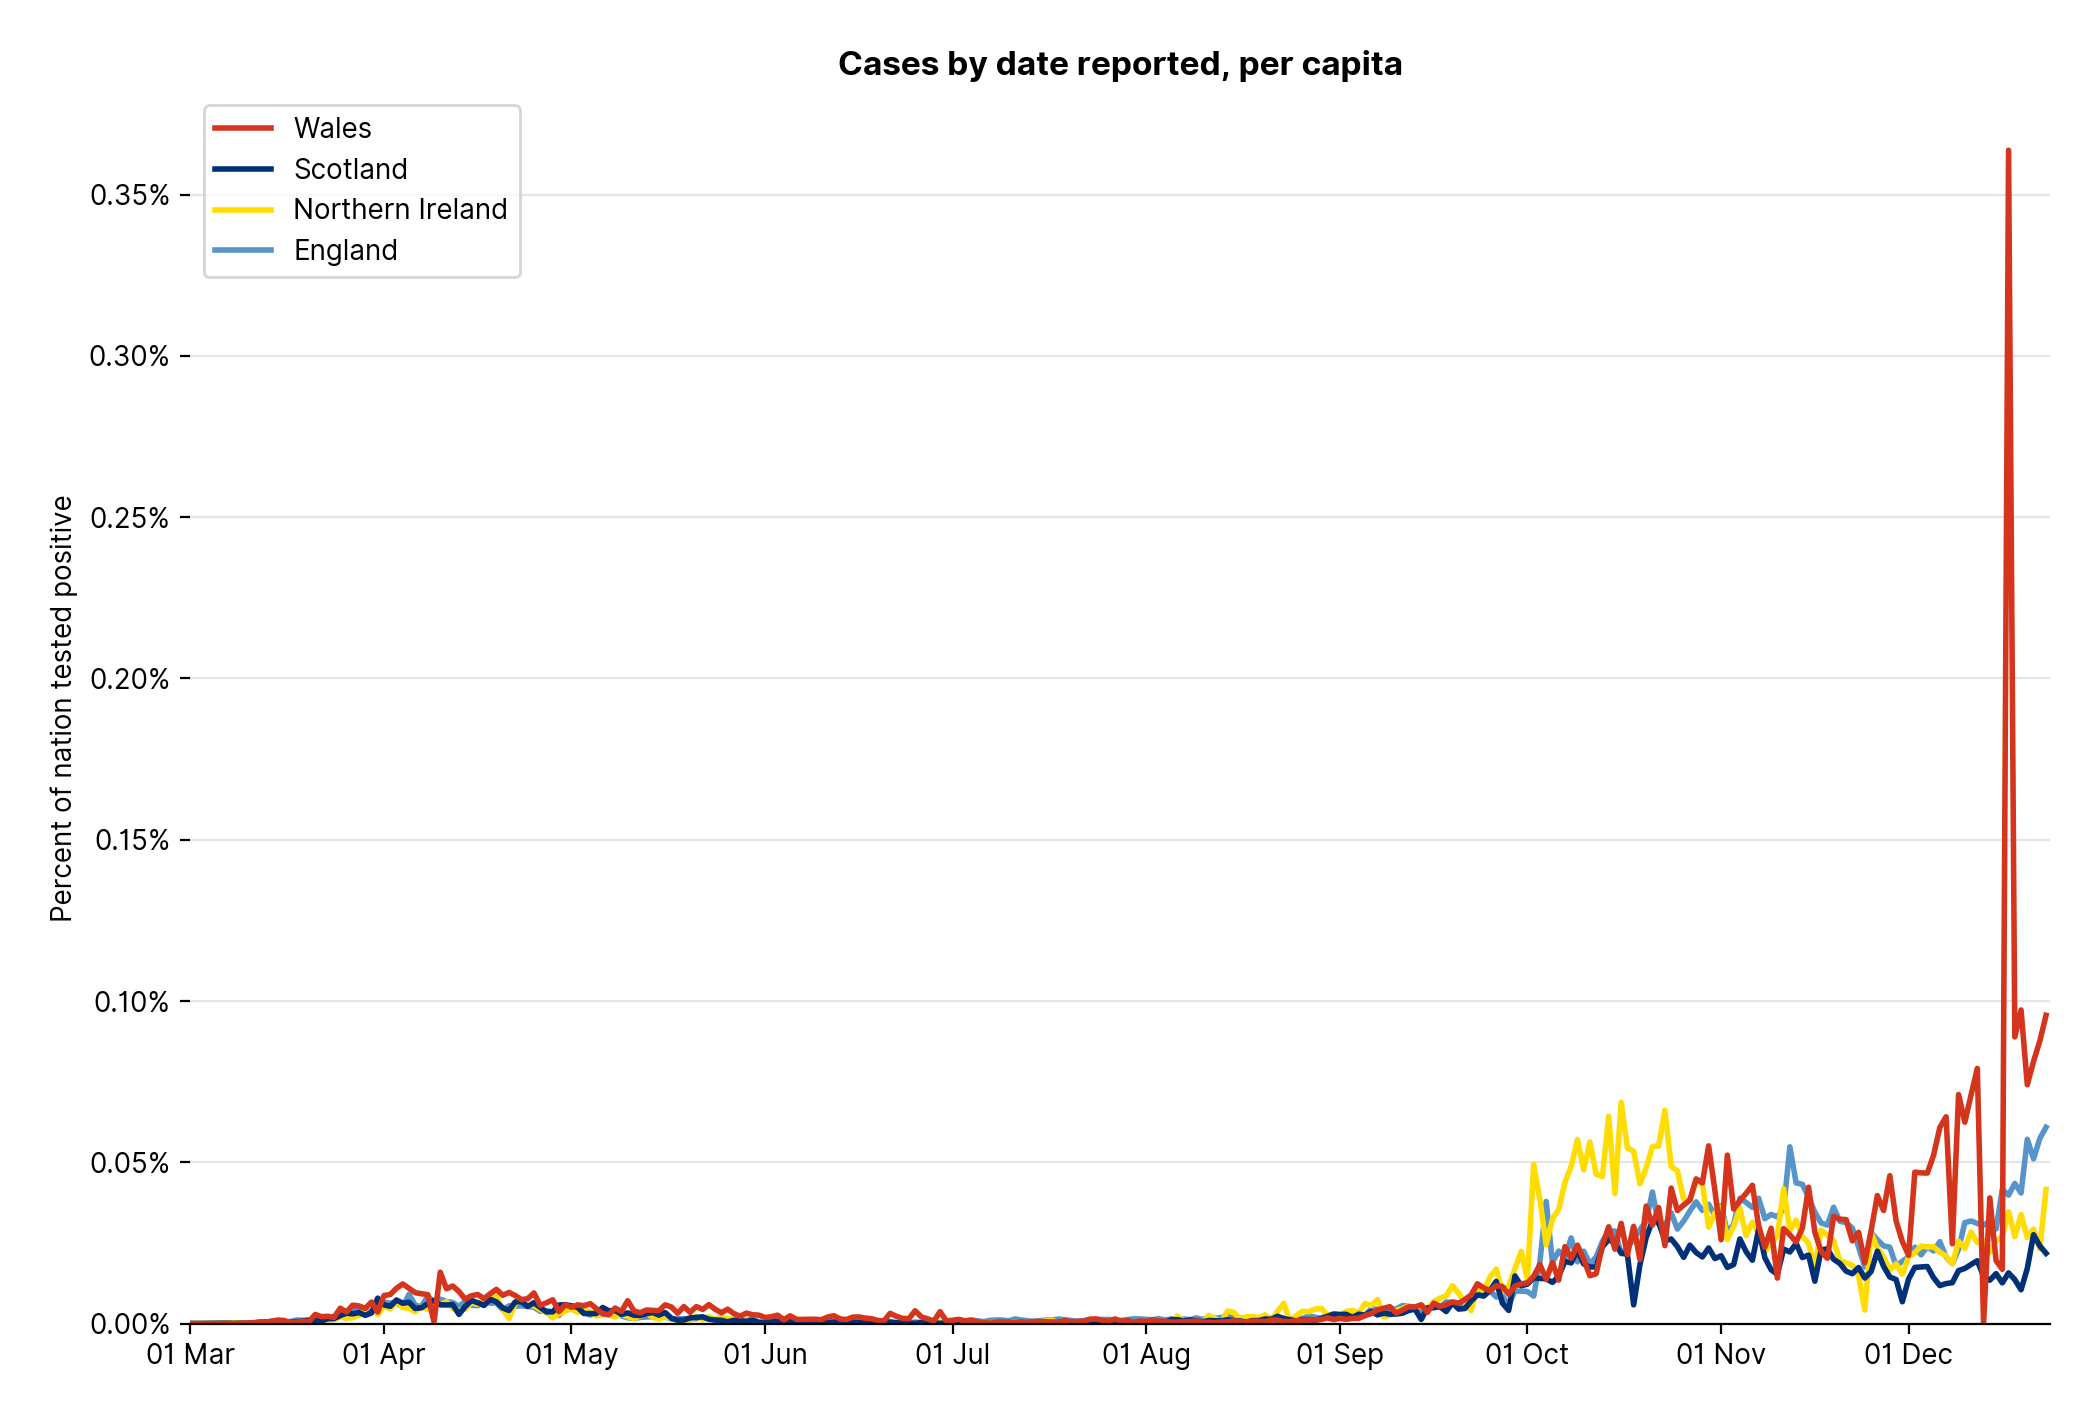 Cases by date reported, per capita
Wales
Scotland
Northern Ireland
England
Percent of nation tested positive
0.35%
0.30%
0.25%
0.20%
0.15%
0.10%
0.05%
0.00%
01 Mar
01 Apr
01 May
01 Jun
01 Jul
01 Aug
01 Sep
01 Oct
01 Nov
01 Dec